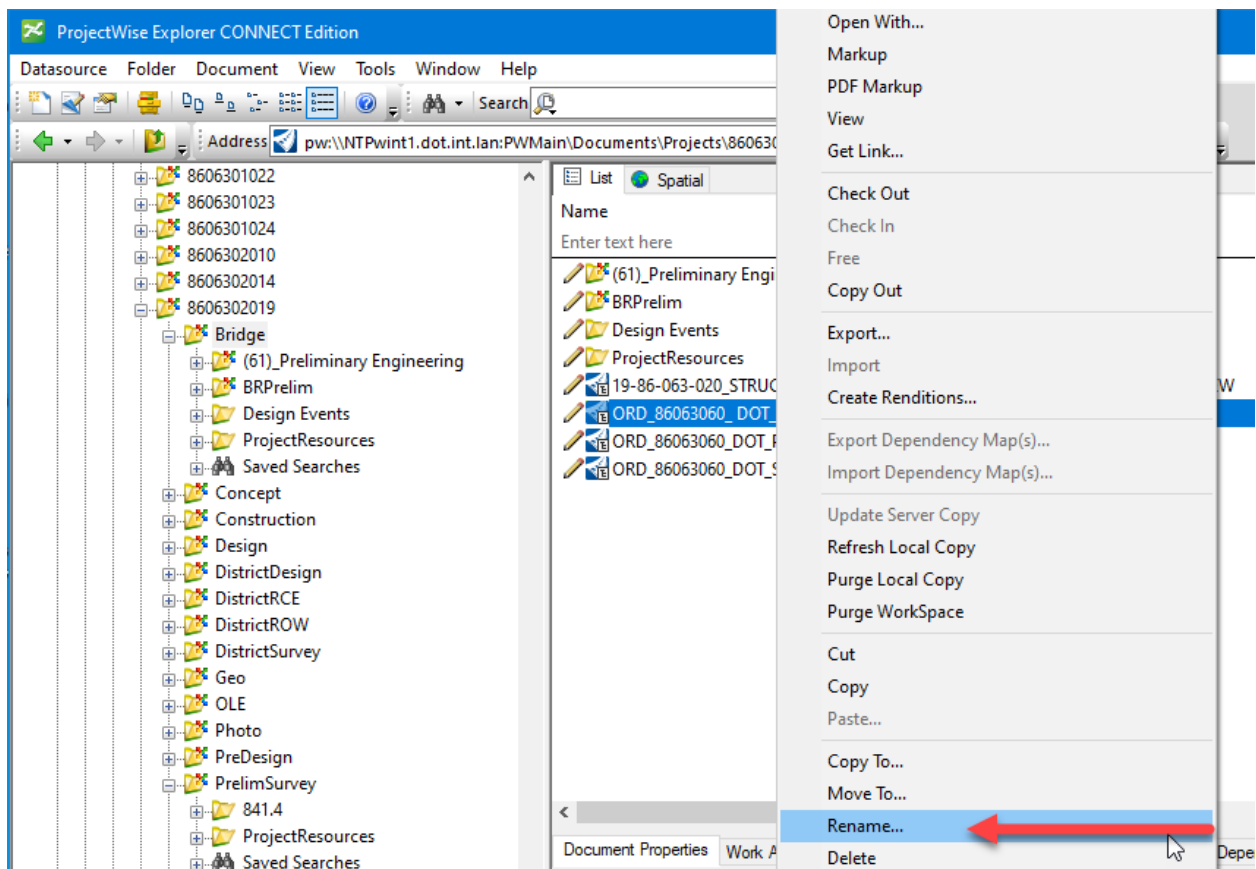 ProjectWise Explorer CONNECT Edition
Datasource Folder Document View Tools Window Help
Search
Address pw:\\NTPwint1.dot.int.lan:PWMain\Documents\Projects\860630
8606301022
8606301023
8606301024
8606302010
8606302014
8606302019
Bridge
(61)_Preliminary Engineering
BRPrelim
Design Events
ProjectResources
Saved Searches
Concept
Construction
Design
DistrictDesign
DistrictRCE
DistrictROW
DistrictSurvey
Geo
OLE
Photo
PreDesign
PrelimSurvey
841.4
ProjectResources
Saved Searches
List Spatial
Name
Enter text here
(61)_Preliminary Engi
BRPrelim
Design Events
ProjectResources
19-86-063-020_STRUC
W
ORD_86063060_ DOT_
ORD_86063060_DOT_
ORD_86063060_DOT_S
Document Properties Work A
Open With...
Markup
PDF Markup
View
Get Link...
Check Out
Check In
Free
Copy Out
Export...
Import
Create Renditions...
Export Dependency Map(s)...
Import Dependency Map(s)...
Update Server Copy
Refresh Local Copy
Purge Local Copy
Purge WorkSpace
Cut
Copy
Paste...
Copy To...
Move To...
Rename...
Delete
Depe